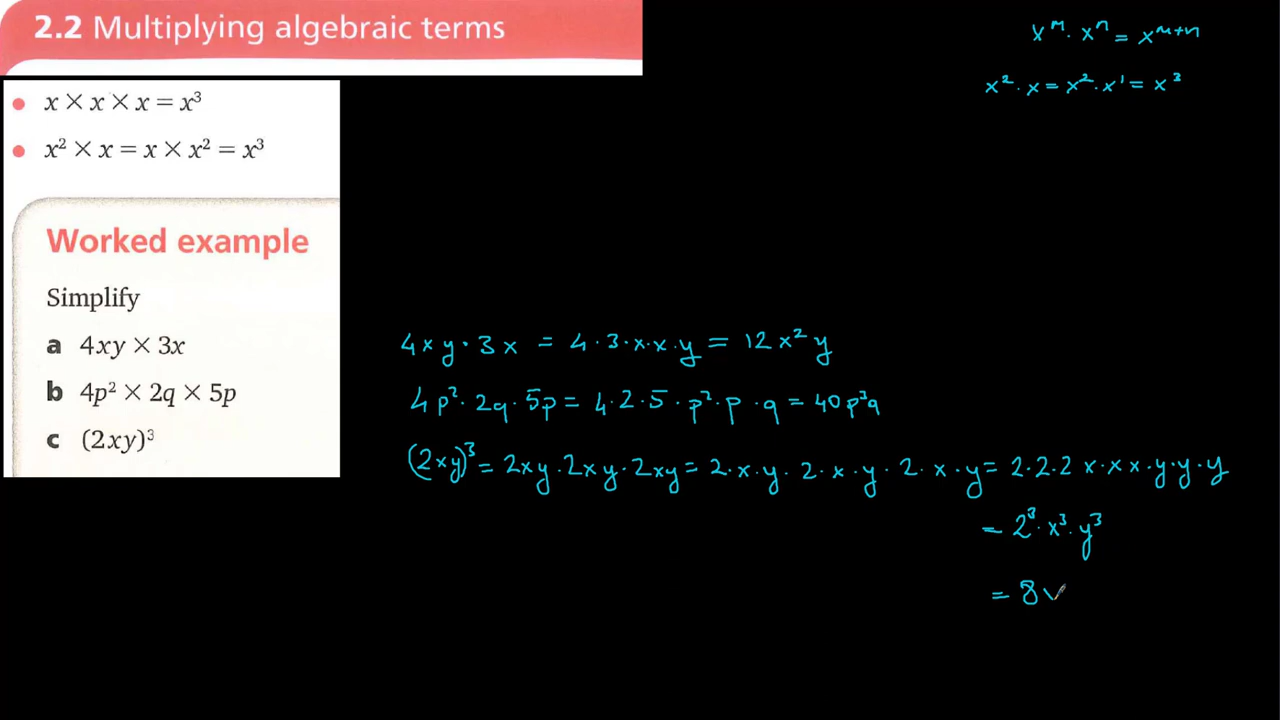 2.2 Multiplying algebraic terms
• x × x × x = x³
• x² × x = x × x² = x³
Worked example
Simplify
a 4xy × 3x
b 4p² × 2q × 5p
c (2xy)³
xᵐ · xⁿ = xᵐ⁺ⁿ
x² · x = x² · x¹ = x³
4xy · 3x = 4 · 3 · x · x · y = 12x²y
4p² · 2q · 5p = 4 · 2 · 5 · p² · p · q = 40p³q
(2xy)³ = 2xy · 2xy · 2xy = 2 · x · y · 2 · x · y · 2 · x · y = 2 · 2 · 2 x · x x · y · y · y
= 2³ · x³ · y³
= 8